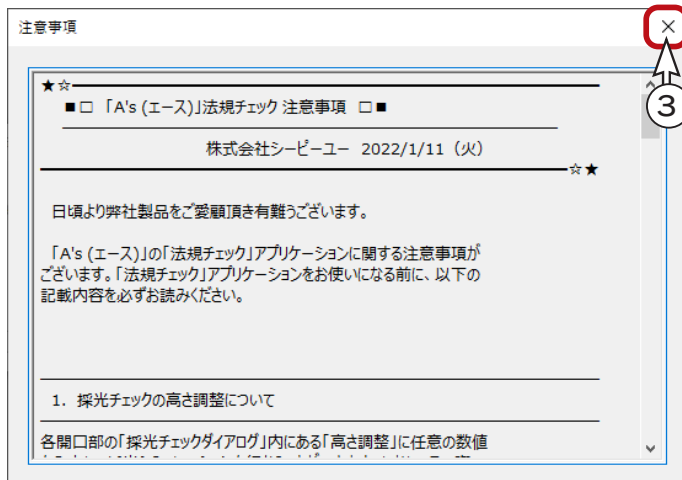 注意事項
③
★☆
■□ 「A's (エース)」法規チェック 注意事項 □■
株式会社シーピーユー 2022/1/11 (火)
☆★
日頃より弊社製品をご愛顧頂き有難うございます。
「A's (エース)」の「法規チェック」アプリケーションに関する注意事項が
ございます。「法規チェック」アプリケーションをお使いになる前に、以下の
記載内容を必ずお読みください。
1. 採光チェックの高さ調整について
各開口部の「採光チェックダイアログ」内にある「高さ調整」に任意の数値